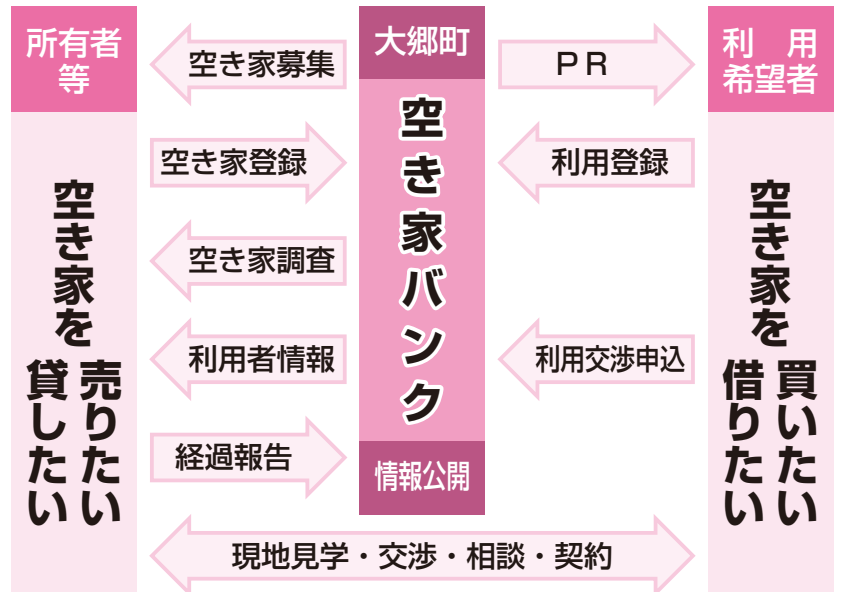 所有者
等
空き家を
売りたい
貸したい
空き家募集
空き家登録
空き家調査
利用者情報
経過報告
大郷町
空き家バンク
情報公開
ＰＲ
利用登録
利用交渉申込
利用
希望者
空き家を
買いたい
借りたい
現地見学・交渉・相談・契約